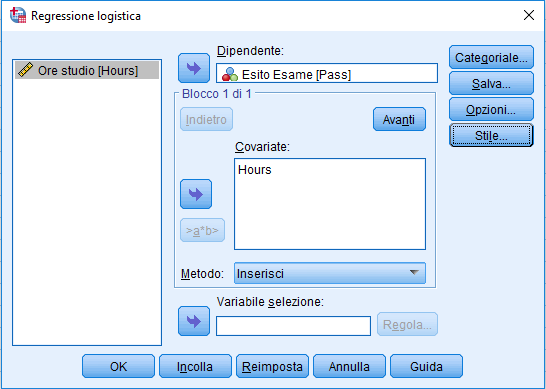 Regressione logistica
Ore studio [Hours]
Dipendente:
Esito Esame [Pass]
Blocco 1 di 1
Indietro
Avanti
Covariate:
Hours
>a*b>
Metodo:
Inserisci
Variabile selezione:
Regola...
Categoriale...
Salva...
Opzioni...
Stile...
OK
Incolla
Reimposta
Annulla
Guida